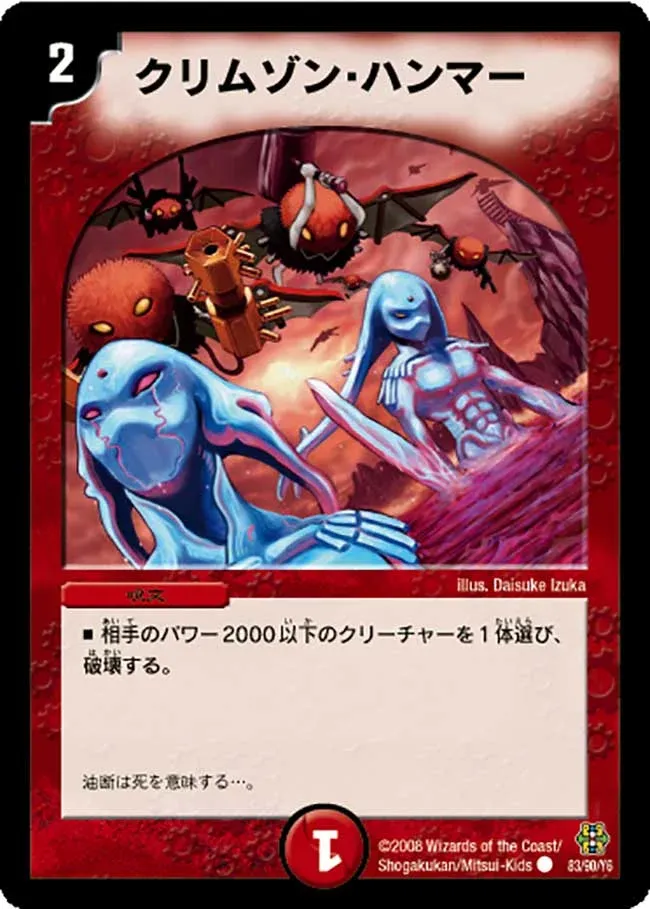 2
クリムゾン・ハンマー
illus. Daisuke Izuka
呪文
■ 相手のパワー2000以下のクリーチャーを1体選び、
破壊する。
油断は死を意味する…。
1
©2008 Wizards of the Coast/
Shogakukan/Mitsui-Kids
83/90/Y6